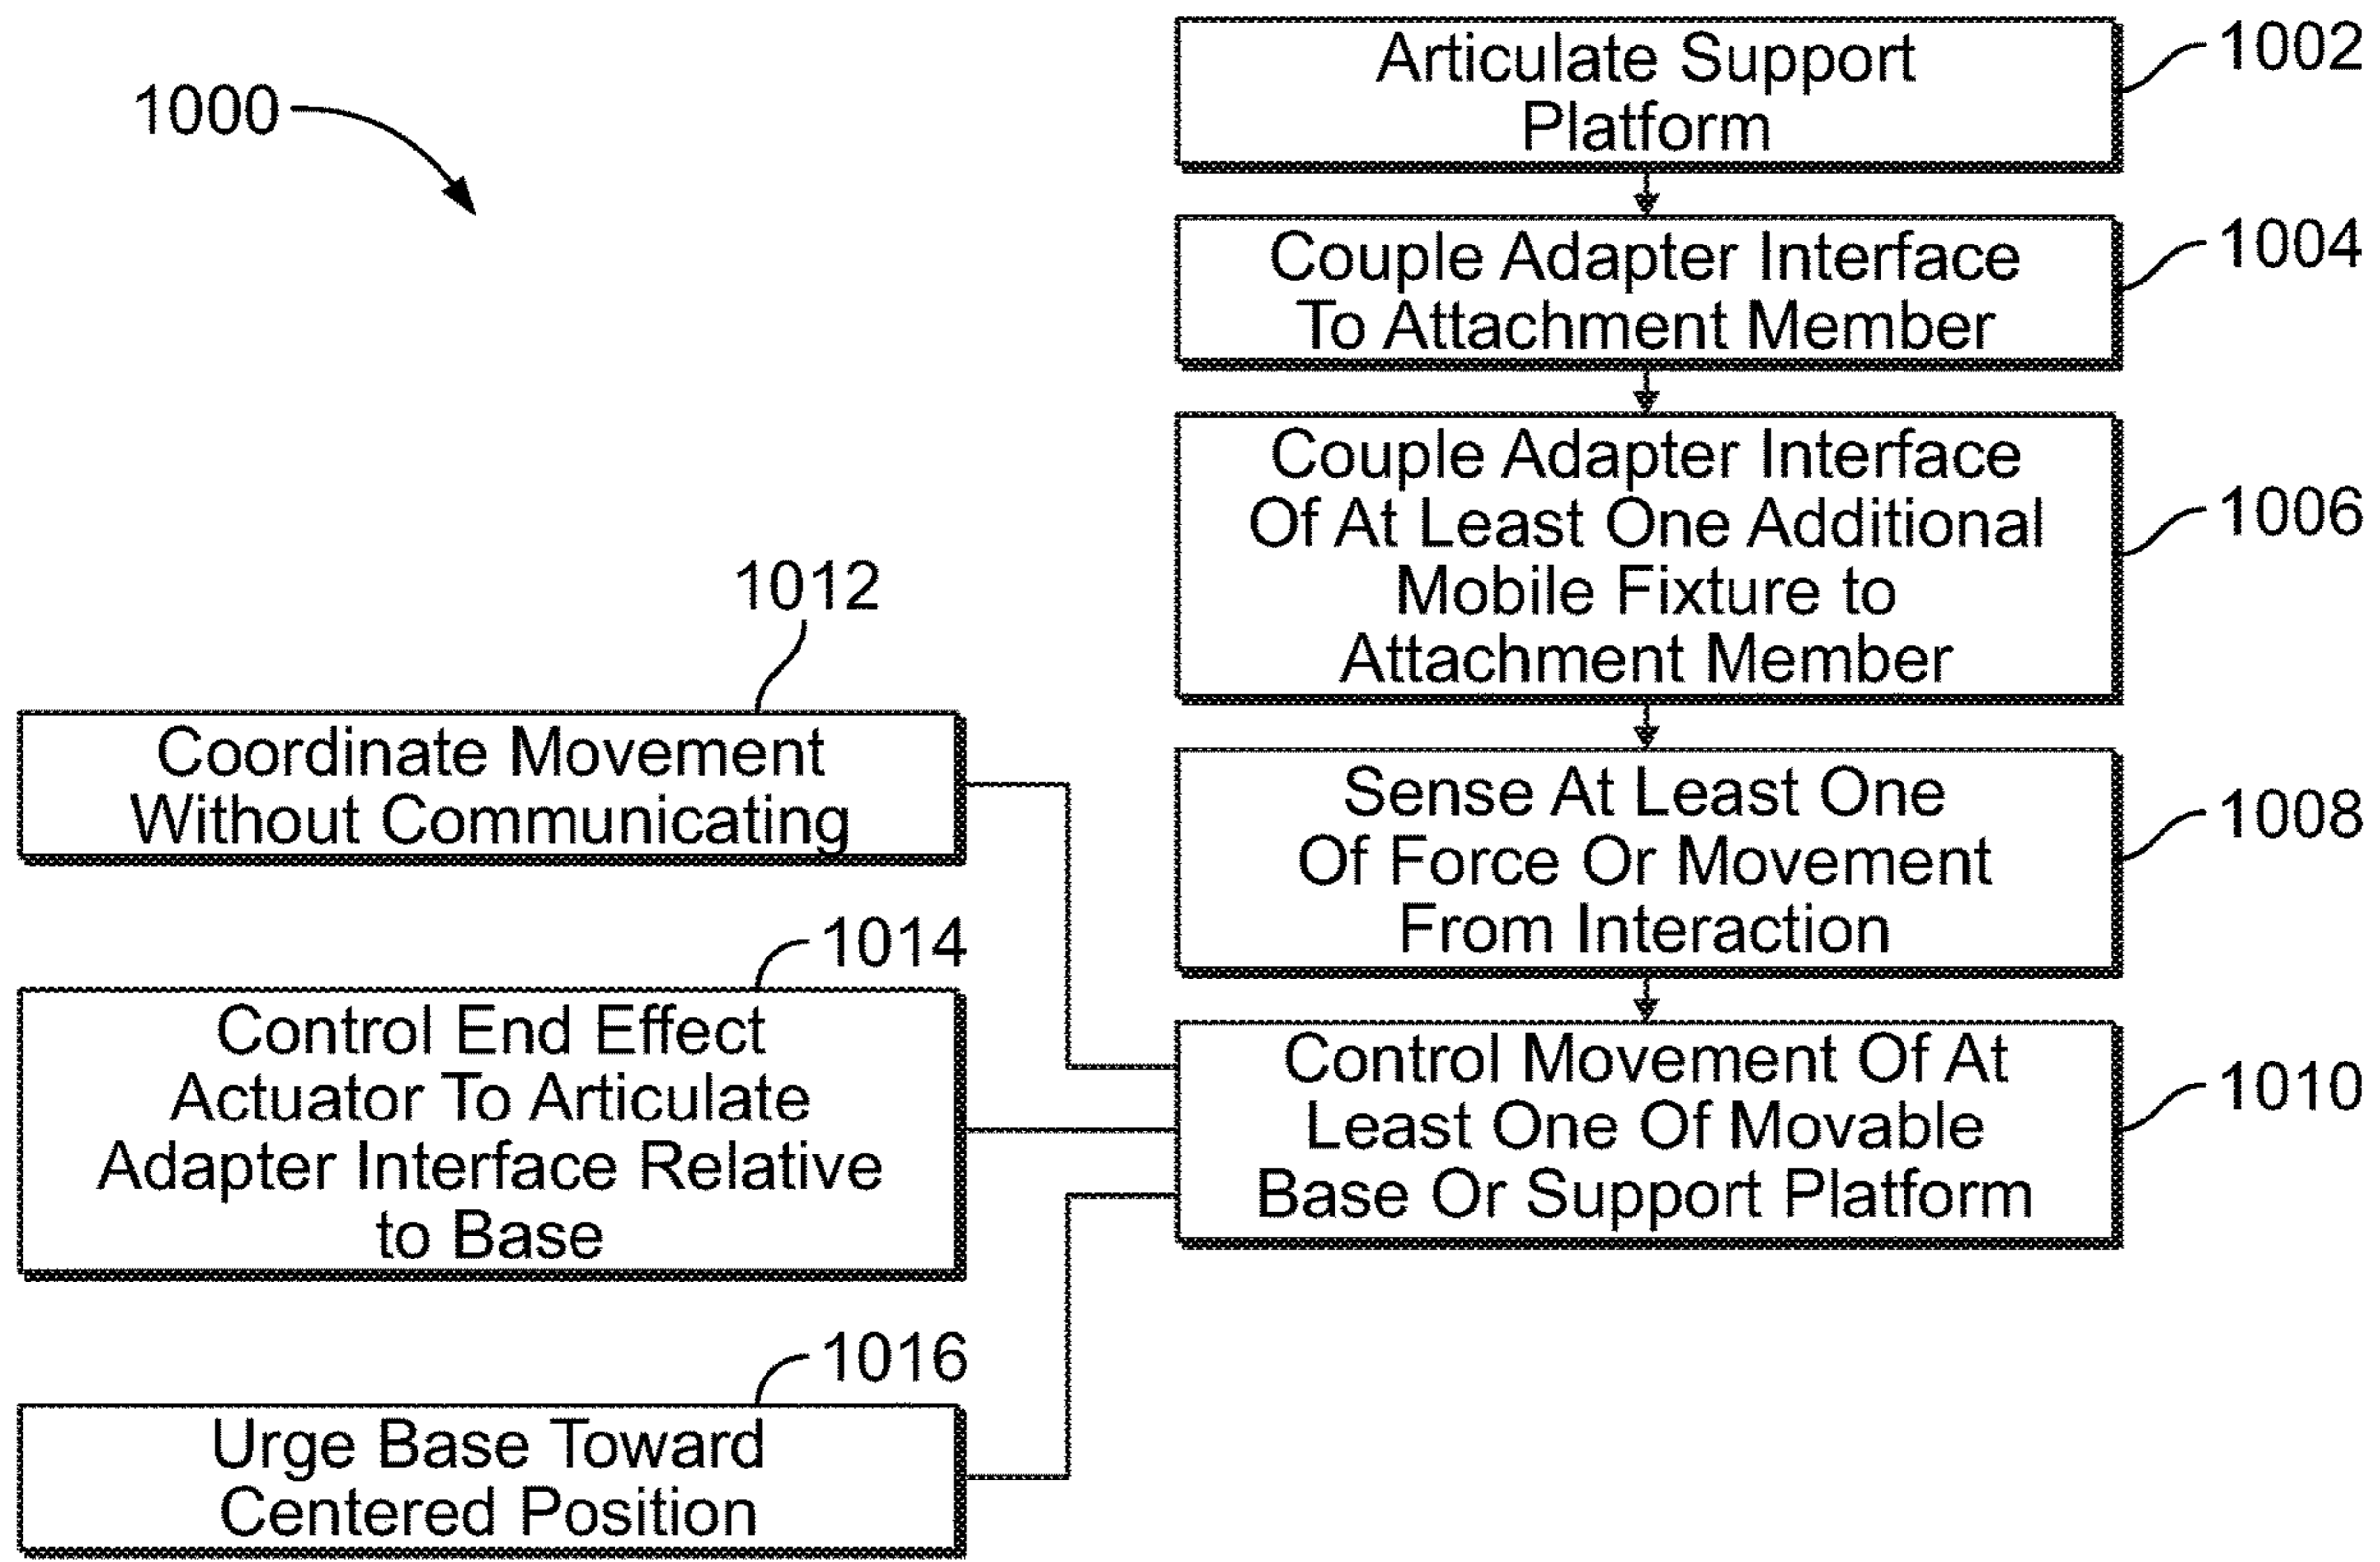 1000
Articulate Support
Platform
1002
Couple Adapter Interface
To Attachment Member
1004
Couple Adapter Interface
Of At Least One Additional
Mobile Fixture to
Attachment Member
1006
Sense At Least One
Of Force Or Movement
From Interaction
1008
Control Movement Of At
Least One Of Movable
Base Or Support Platform
1010
1012
Coordinate Movement
Without Communicating
1014
Control End Effect
Actuator To Articulate
Adapter Interface Relative
to Base
1016
Urge Base Toward
Centered Position